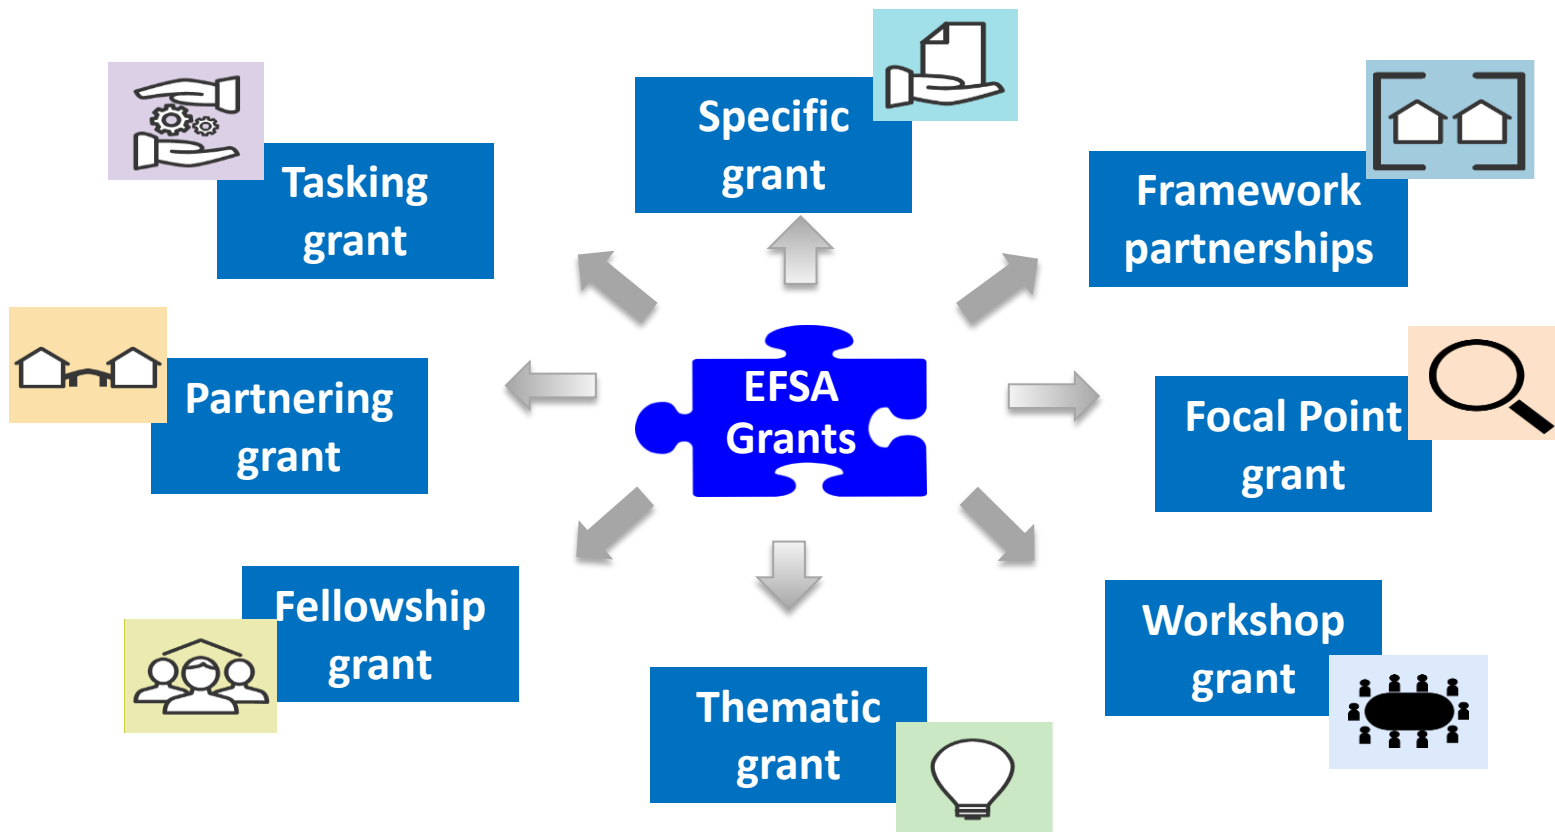 Specific
grant
Tasking
grant
Framework
partnerships
Partnering
grant
EFSA
Grants
Focal Point
grant
Fellowship
grant
Workshop
grant
Thematic
grant